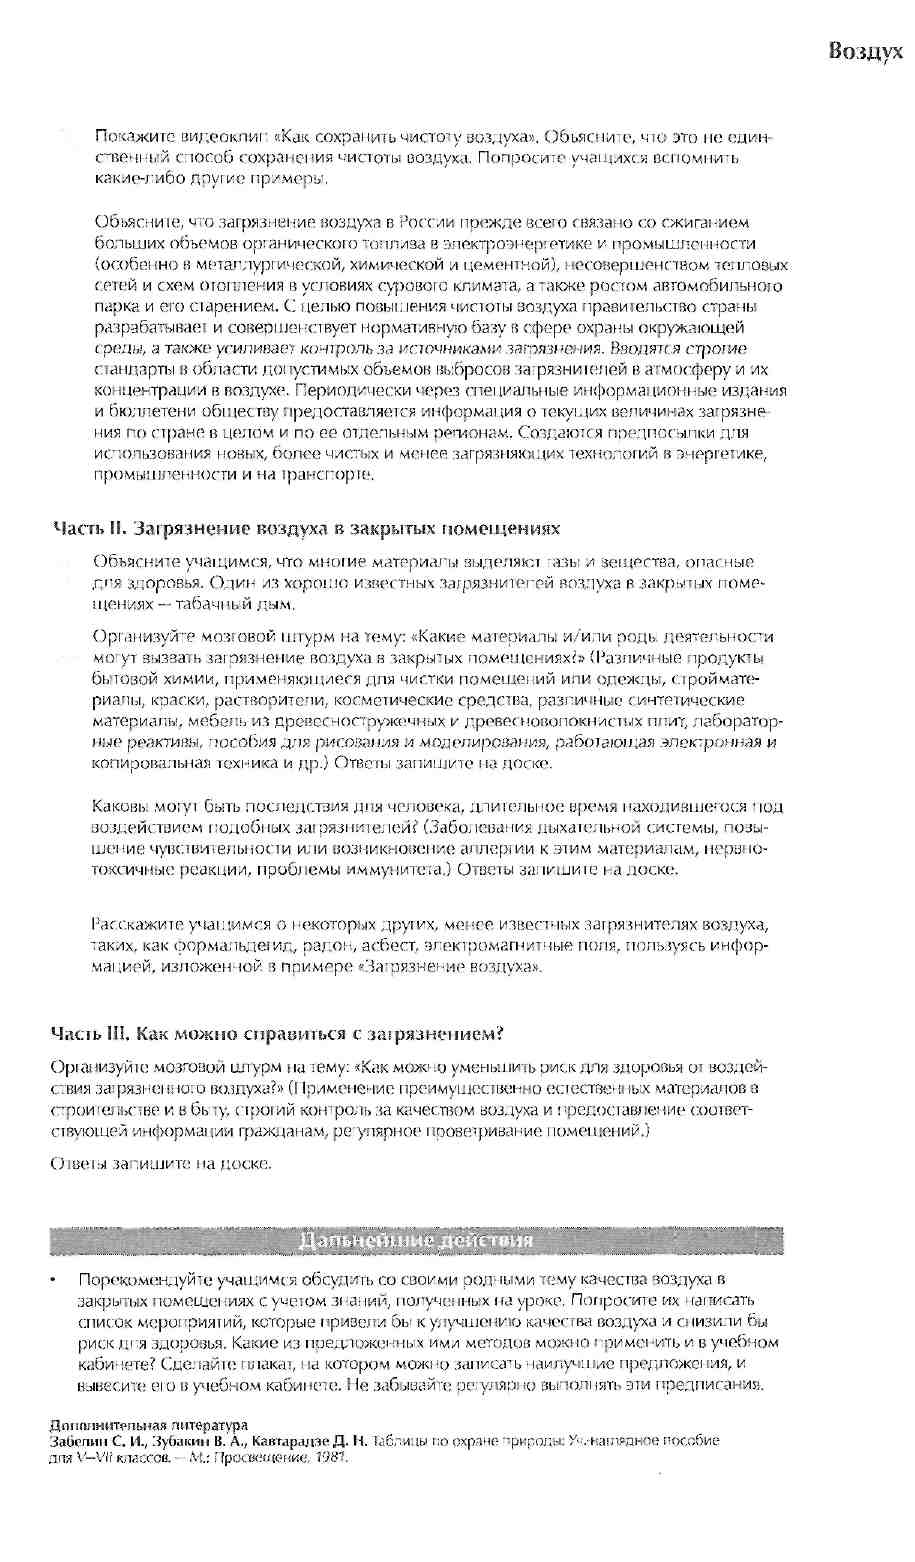 Воздух
Покажите видеоклип «Как сохранить чистоту воздуха». Объясните, что это не един-
ственный способ сохранения чистоты воздуха. Попросите учащихся вспомнить
какие-либо другие примеры.
Объясните, что загрязнение воздуха в России прежде всего связано со сжиганием
больших объемов органического топлива в электроэнергетике и промышленности
(особенно в металлургической, химической и цементной), несовершенством тепловых
сетей и схем отопления в условиях сурового климата, а также ростом автомобильного
парка и его старением. С целью повышения чистоты воздуха правительство страны
разрабатывает и совершенствует нормативную базу в сфере охраны окружающей
среды, а также усиливает контроль за источниками загрязнения. Вводятся строгие
стандарты в области допустимых объемов выбросов загрязнителей в атмосферу и их
концентрации в воздухе. Периодически через специальные информационные издания
и бюллетени обществу предоставляется информация о текущих величинах загрязне-
ния по стране в целом и по ее отдельным регионам. Создаются предпосылки для
использования новых, более чистых и менее загрязняющих технологий в энергетике,
промышленности и на транспорте.
Часть II. Загрязнение воздуха в закрытых помещениях
Объясните учащимся, что многие материалы выделяют газы и вещества, опасные
для здоровья. Один из хорошо известных загрязнителей воздуха в закрытых поме-
щениях — табачный дым.
Организуйте мозговой штурм на тему: «Какие материалы и/или роды деятельности
могут вызвать загрязнение воздуха в закрытых помещениях?» (Различные продукты
бытовой химии, применяющиеся для чистки помещений или одежды, строймате-
риалы, краски, растворители, косметические средства, различные синтетические
материалы, мебель из древесностружечных и древесноволокнистых плит, лаборатор-
ные реактивы, пособия для рисования и моделирования, работающая электронная и
копировальная техника и др.) Ответы запишите на доске.
Каковы могут быть последствия для человека, длительное время находившегося под
воздействием подобных загрязнителей? (Заболевания дыхательной системы, повы-
шение чувствительности или возникновение аллергии к этим материалам, нервно-
токсичные реакции, проблемы иммунитета.) Ответы запишите на доске.
Расскажите учащимся о некоторых других, менее известных загрязнителях воздуха,
таких, как формальдегид, радон, асбест, электромагнитные поля, пользуясь инфор-
мацией, изложенной в примере «Загрязнение воздуха».
Часть III. Как можно справиться с загрязнением?
Организуйте мозговой штурм на тему: «Как можно уменьшить риск для здоровья от воздей-
ствия загрязненного воздуха?» (Применение преимущественно естественных материалов в
строительстве и в быту, строгий контроль за качеством воздуха и предоставление соответ-
ствующей информации гражданам, регулярное проветривание помещений.)
Ответы запишите на доске.
Дальнейшие действия
• Порекомендуйте учащимся обсудить со своими родными тему качества воздуха в
закрытых помещениях с учетом знаний, полученных на уроке. Попросите их написать
список мероприятий, которые привели бы к улучшению качества воздуха и снизили бы
риск для здоровья. Какие из предложенных ими методов можно применить и в учебном
кабинете? Сделайте плакат, на котором можно записать наилучшие предложения, и
вывесите его в учебном кабинете. Не забывайте регулярно выполнять эти предписания.
Дополнительная литература
Забелин С. И., Зубакин В. А., Кавтарадзе Д. Н. Таблицы по охране природы: Уч.-наглядное пособие
для V–VII классов. — М.: Просвещение, 1981.